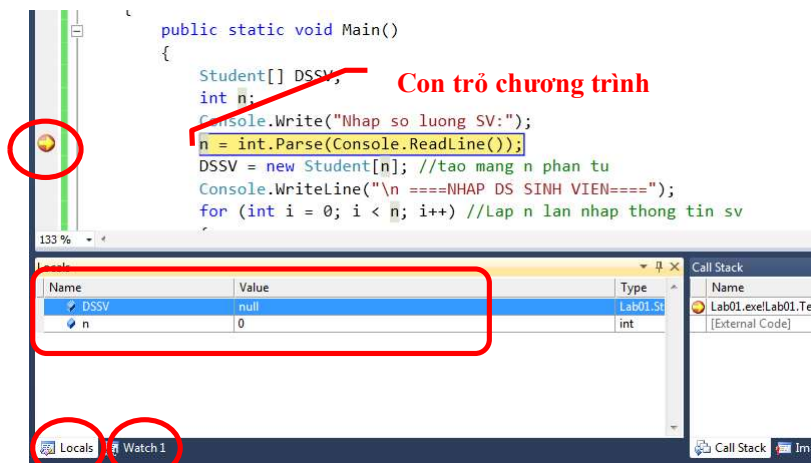 public static void Main()
{
Student[] DSSV;
Con trỏ chương trình
int n;
Console.Write("Nhap so luong SV:");
n = int.Parse(Console.ReadLine());
DSSV = new Student[n]; //tao mang n phan tu
Console.WriteLine("\n ====NHAP DS SINH VIEN====");
for (int i = 0; i < n; i++) //Lap n lan nhap thong tin sv
133 %
Locals
Name Value Type
DSSV null Lab01.St
n 0 int
Call Stack
Name
Lab01.exe!Lab01.Te
[External Code]
Locals Watch 1
Call Stack Im